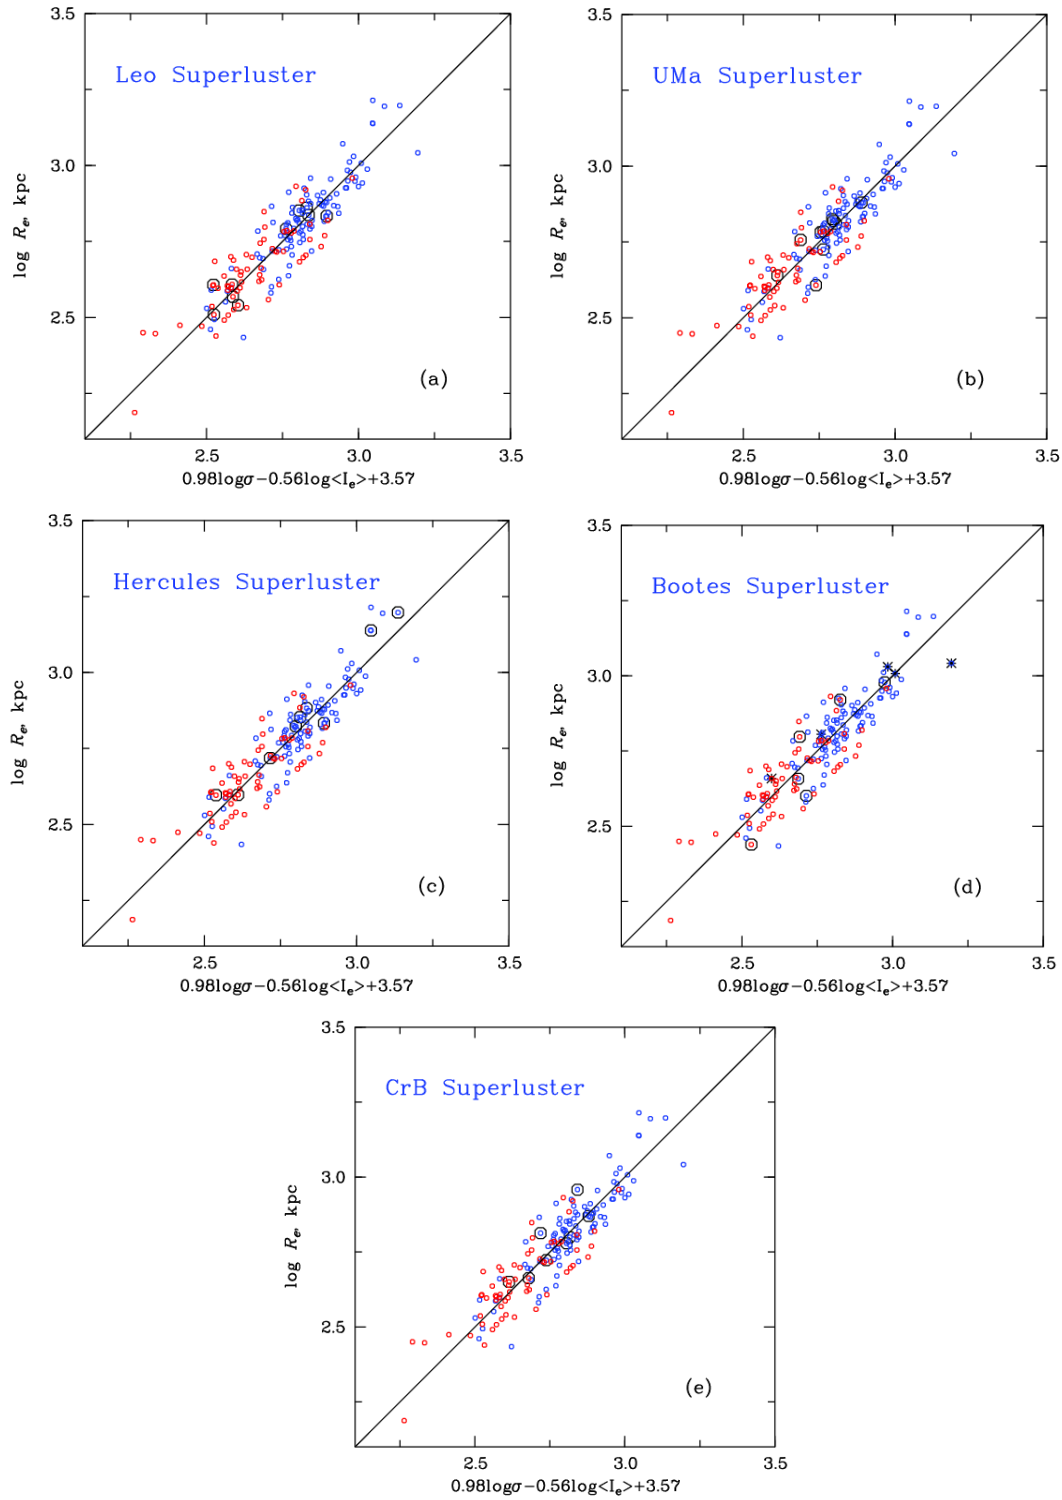 3.5
3.0
2.5
log Rₑ, kpc
Leo Superluster
(a)
2.5 3.0 3.5
0.98logσ−0.56log<Iₑ>+3.57
3.5
3.0
2.5
log Rₑ, kpc
UMa Superluster
(b)
2.5 3.0 3.5
0.98logσ−0.56log<Iₑ>+3.57
3.5
3.0
2.5
log Rₑ, kpc
Hercules Superluster
(c)
2.5 3.0 3.5
0.98logσ−0.56log<Iₑ>+3.57
3.5
3.0
2.5
log Rₑ, kpc
Bootes Superluster
(d)
2.5 3.0 3.5
0.98logσ−0.56log<Iₑ>+3.57
3.5
3.0
2.5
log Rₑ, kpc
CrB Superluster
(e)
2.5 3.0 3.5
0.98logσ−0.56log<Iₑ>+3.57